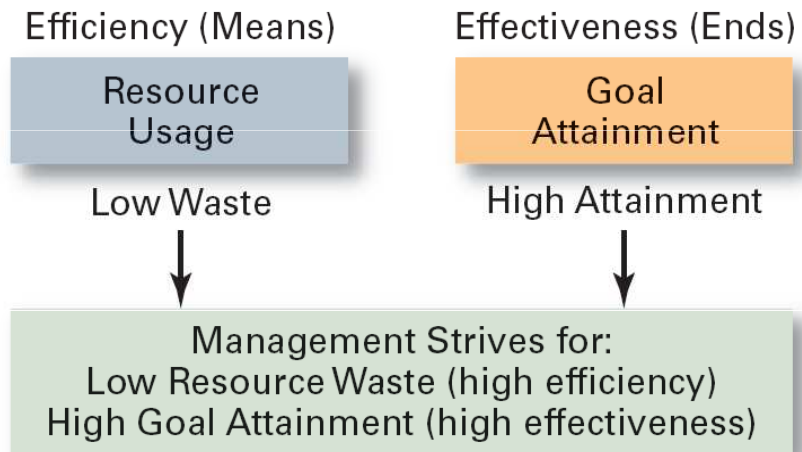 Efficiency (Means)
Effectiveness (Ends)
Resource
Usage
Goal
Attainment
Low Waste
High Attainment
Management Strives for:
Low Resource Waste (high efficiency)
High Goal Attainment (high effectiveness)